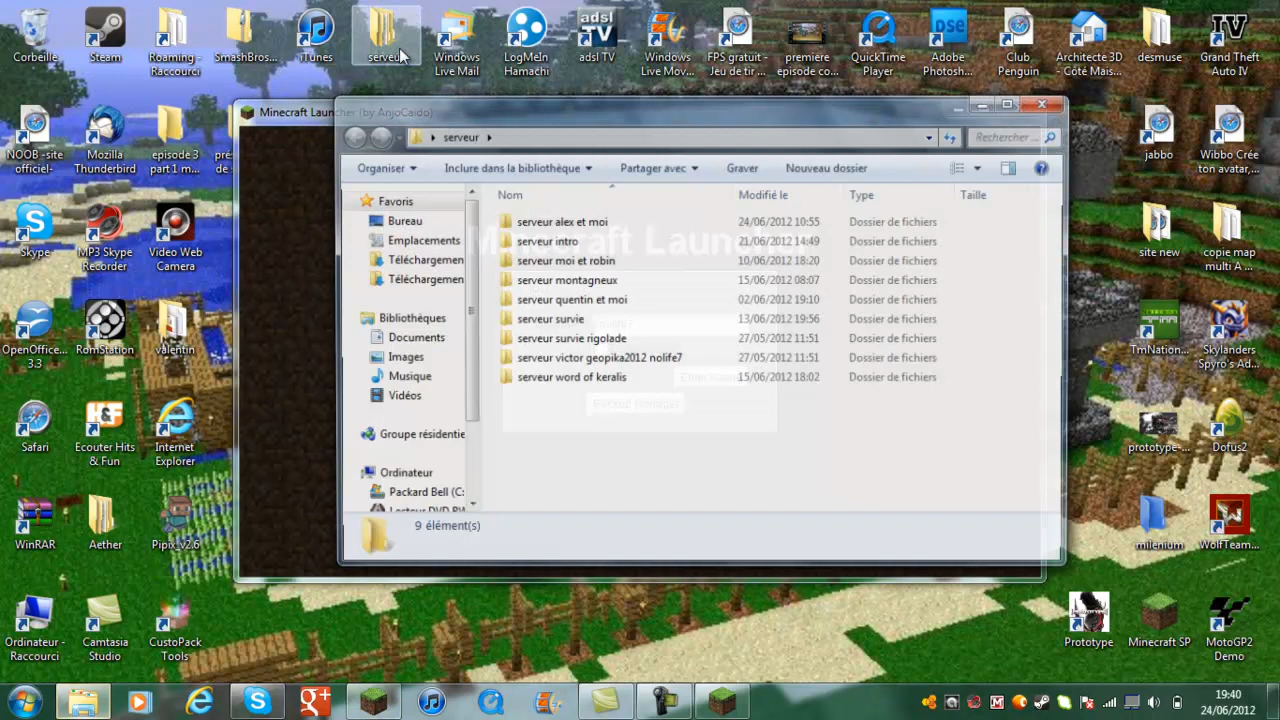 Corbeille
Steam
Roaming - Raccourci
SmashBros...
iTunes
serveur
Windows Live Mail
LogMeIn Hamachi
adsl TV
Windows Live Mov...
FPS gratuit - Jeu de tir ...
premiere episode co...
QuickTime Player
Adobe Photosh...
Club Penguin
Architecte 3D - Côté Mais...
desmuse
Grand Theft Auto IV
NOOB -site officiel-
Mozilla Thunderbird
episode 3 part 1 m...
jabbo
Wibbo Crée ton avatar,...
Skype
MP3 Skype Recorder
Video Web Camera
site new
copie map multi A ...
OpenOffice... 3.3
RomStation
valentin
TmNation...
Skylanders Spyro's Ad...
Safari
Ecouter Hits & Fun
Internet Explorer
prototype-...
Dofus2
WinRAR
Aether
Pipix_v2.6
milenium
WolfTeam...
Ordinateur - Raccourci
Camtasia Studio
CustoPack Tools
Prototype
Minecraft SP
MotoGP2 Demo
Minecraft Launcher (by AnjoCaido)
Minecraft Launcher
serveur
Rechercher ...
Organiser
Inclure dans la bibliothèque
Partager avec
Graver
Nouveau dossier
Nom
Modifié le
Type
Taille
Favoris
Bureau
Emplacements
Téléchargemen
Téléchargemen
Bibliothèques
Documents
Images
Musique
Vidéos
Groupe résidentie
Ordinateur
Packard Bell (C:
Lecteur DVD RW
serveur alex et moi 24/06/2012 10:55 Dossier de fichiers
serveur intro 21/06/2012 14:49 Dossier de fichiers
serveur moi et robin 10/06/2012 18:20 Dossier de fichiers
serveur montagneux 15/06/2012 08:07 Dossier de fichiers
serveur quentin et moi 02/06/2012 19:10 Dossier de fichiers
serveur survie 13/06/2012 19:56 Dossier de fichiers
serveur survie rigolade 27/05/2012 11:51 Dossier de fichiers
serveur victor geopika2012 nolife7 27/05/2012 11:51 Dossier de fichiers
serveur word of keralis 15/06/2012 18:02 Dossier de fichiers
9 élément(s)
19:40
24/06/2012